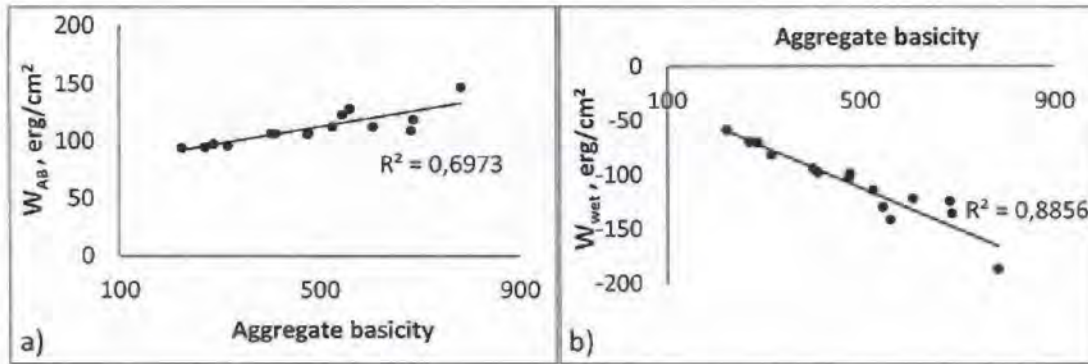 200
150
100
50
0
W_AB, erg/cm²
R² = 0,6973
100 500 900
Aggregate basicity
a)
Aggregate basicity
0
100 500 900
-50
-100
-150
-200
W_wet, erg/cm²
R² = 0,8856
b)